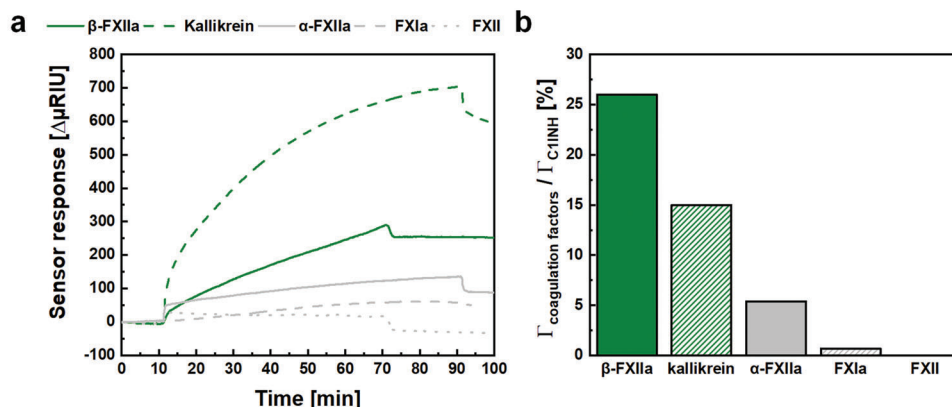 a
β-FXIIa Kallikrein α-FXIIa FXIa FXII
Sensor response [ΔµRIU]
800
700
600
500
400
300
200
100
0
-100
0 10 20 30 40 50 60 70 80 90 100
Time [min]
b
Γcoagulation factors / ΓC1INH [%]
30
25
20
15
10
5
0
β-FXIIa kallikrein α-FXIIa FXIa FXII